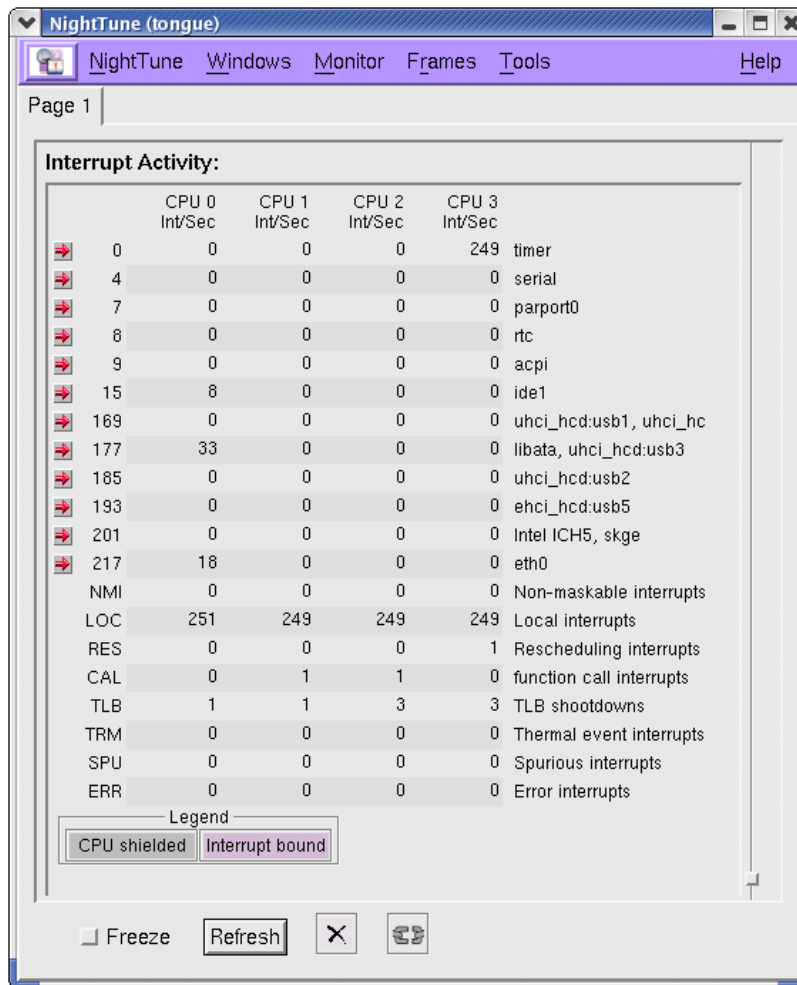 NightTune (tongue)
NightTune Windows Monitor Frames Tools Help
Page 1
Interrupt Activity:
CPU 0 CPU 1 CPU 2 CPU 3
Int/Sec Int/Sec Int/Sec Int/Sec
0 0 0 0 249 timer
4 0 0 0 0 serial
7 0 0 0 0 parport0
8 0 0 0 0 rtc
9 0 0 0 0 acpi
15 8 0 0 0 ide1
169 0 0 0 0 uhci_hcd:usb1, uhci_hc
177 33 0 0 0 libata, uhci_hcd:usb3
185 0 0 0 0 uhci_hcd:usb2
193 0 0 0 0 ehci_hcd:usb5
201 0 0 0 0 Intel ICH5, skge
217 18 0 0 0 eth0
NMI 0 0 0 0 Non-maskable interrupts
LOC 251 249 249 249 Local interrupts
RES 0 0 0 1 Rescheduling interrupts
CAL 0 1 1 0 function call interrupts
TLB 1 1 3 3 TLB shootdowns
TRM 0 0 0 0 Thermal event interrupts
SPU 0 0 0 0 Spurious interrupts
ERR 0 0 0 0 Error interrupts
Legend
CPU shielded Interrupt bound
Freeze Refresh